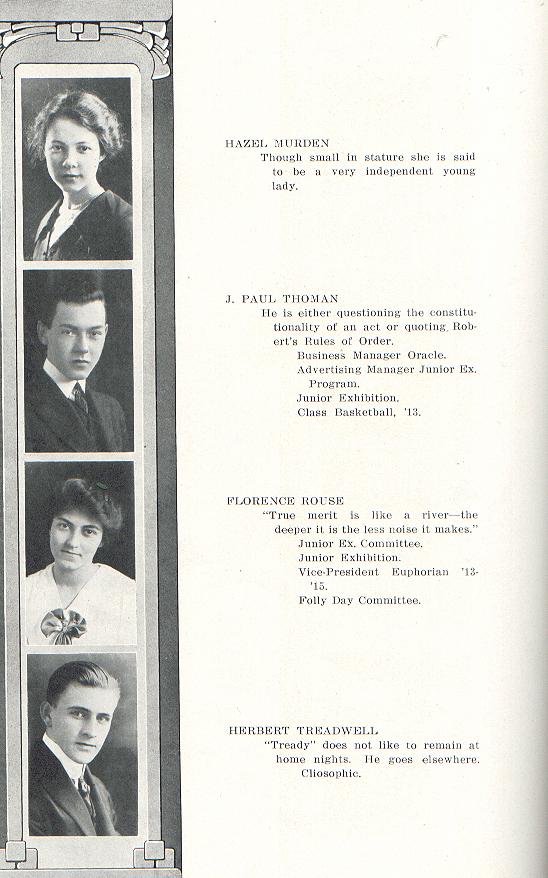 HAZEL MURDEN
Though small in stature she is said
to be a very independent young
lady.
J. PAUL THOMAN
He is either questioning the constitu-
tionality of an act or quoting Rob-
ert's Rules of Order.
Business Manager Oracle.
Advertising Manager Junior Ex.
Program.
Junior Exhibition.
Class Basketball, '13.
FLORENCE ROUSE
“True merit is like a river—the
deeper it is the less noise it makes.”
Junior Ex. Committee.
Junior Exhibition.
Vice-President Euphorian '13-
'15.
Folly Day Committee.
HERBERT TREADWELL
“Tready” does not like to remain at
home nights. He goes elsewhere.
Cliosophic.